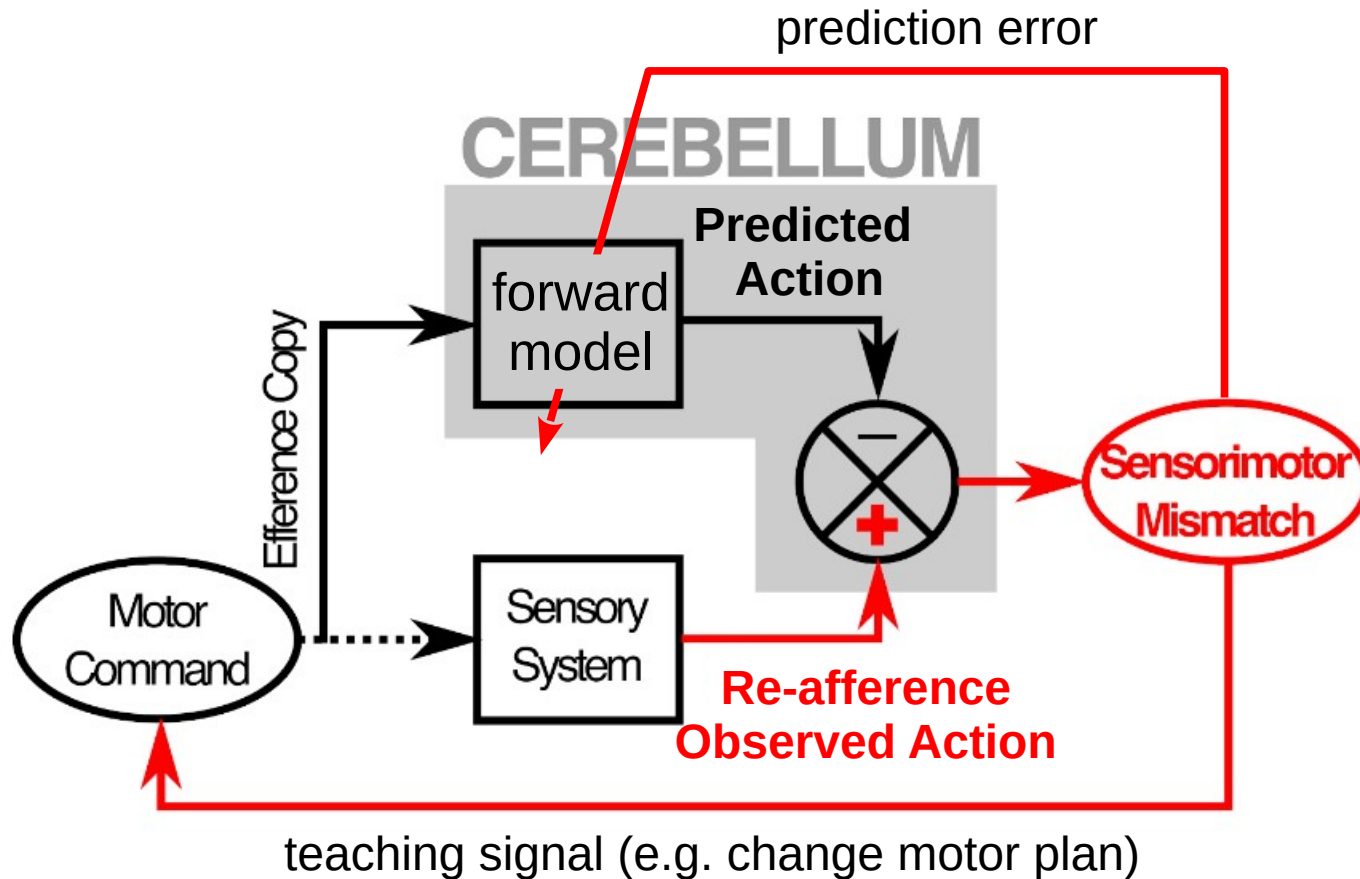 prediction error
CEREBELLUM
Predicted
Action
forward
model
Efference Copy
−
+
Sensorimotor
Mismatch
Motor
Command
Sensory
System
Re-afference
Observed Action
teaching signal (e.g. change motor plan)